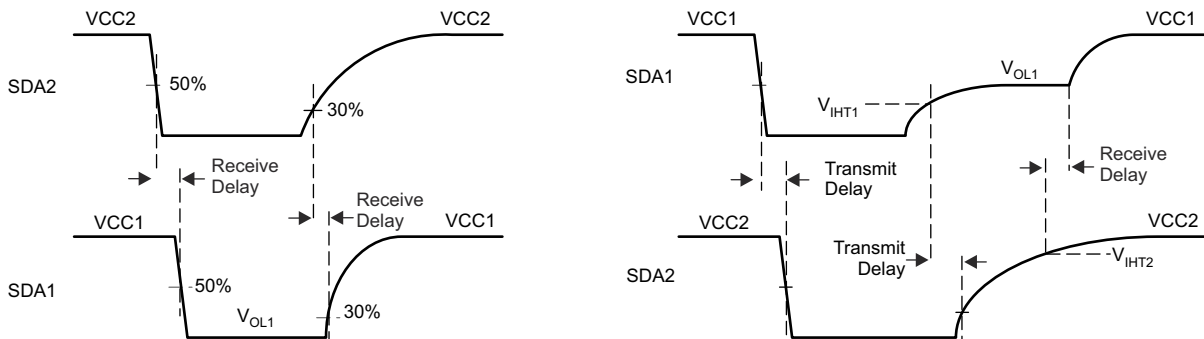 VCC2
VCC2
SDA2
50%
30%
Receive
Delay
Receive
Delay
VCC1
VCC1
SDA1
50%
VOL1
30%
VCC1
VCC1
SDA1
VOL1
VIHT1
Transmit
Delay
Receive
Delay
VCC2
VCC2
Transmit
Delay
SDA2
VIHT2